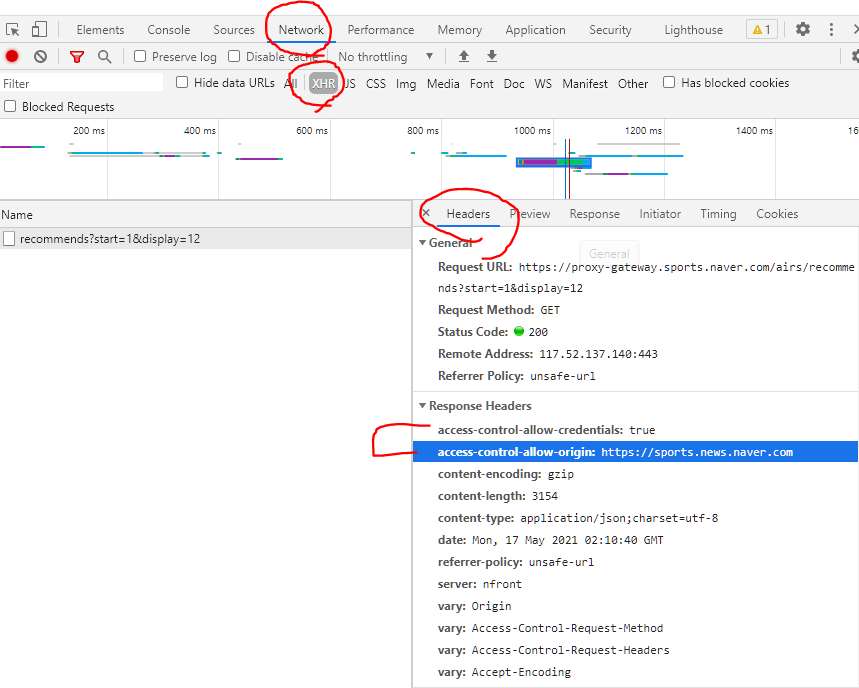 Elements Console Sources Network Performance Memory Application Security Lighthouse 1
Preserve log Disable cache No throttling
Filter Hide data URLs All XHR JS CSS Img Media Font Doc WS Manifest Other Has blocked cookies
Blocked Requests
200 ms 400 ms 600 ms 800 ms 1000 ms 1200 ms 1400 ms 16
Name
recommends?start=1&display=12
× Headers Preview Response Initiator Timing Cookies
General
General
Request URL: https://proxy-gateway.sports.naver.com/airs/recomme
nds?start=1&display=12
Request Method: GET
Status Code: 200
Remote Address: 117.52.137.140:443
Referrer Policy: unsafe-url
Response Headers
access-control-allow-credentials: true
access-control-allow-origin: https://sports.news.naver.com
content-encoding: gzip
content-length: 3154
content-type: application/json;charset=utf-8
date: Mon, 17 May 2021 02:10:40 GMT
referrer-policy: unsafe-url
server: nfront
vary: Origin
vary: Access-Control-Request-Method
vary: Access-Control-Request-Headers
vary: Accept-Encoding